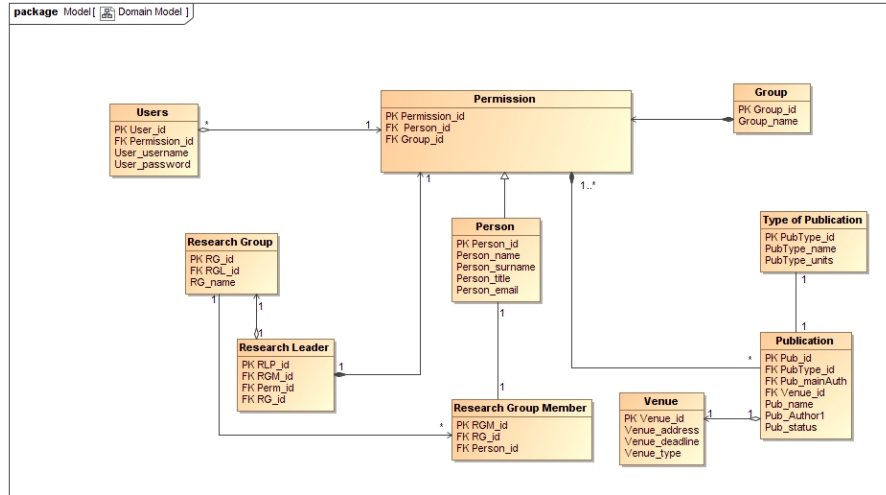 package Model [ Domain Model ]
Users
PK User_id
FK Permission_id
User_username
User_password
*
1
Permission
PK Permission_id
FK Person_id
FK Group_id
Group
PK Group_id
Group_name
1
1..*
Person
PK Person_id
Person_name
Person_surname
Person_title
Person_email
1
1
Type of Publication
PK PubType_id
PubType_name
PubType_units
1
1
Research Group
PK RG_id
FK RGL_id
RG_name
1
1
1
Research Leader
PK RLP_id
FK RGM_id
FK Perm_id
FK RG_id
1
*
Research Group Member
PK RGM_id
FK RG_id
FK Person_id
*
Publication
PK Pub_id
FK PubType_id
FK Pub_mainAuth
FK Venue_id
Pub_name
Pub_Author1
Pub_status
Venue
PK Venue_id
Venue_address
Venue_deadline
Venue_type
1
1